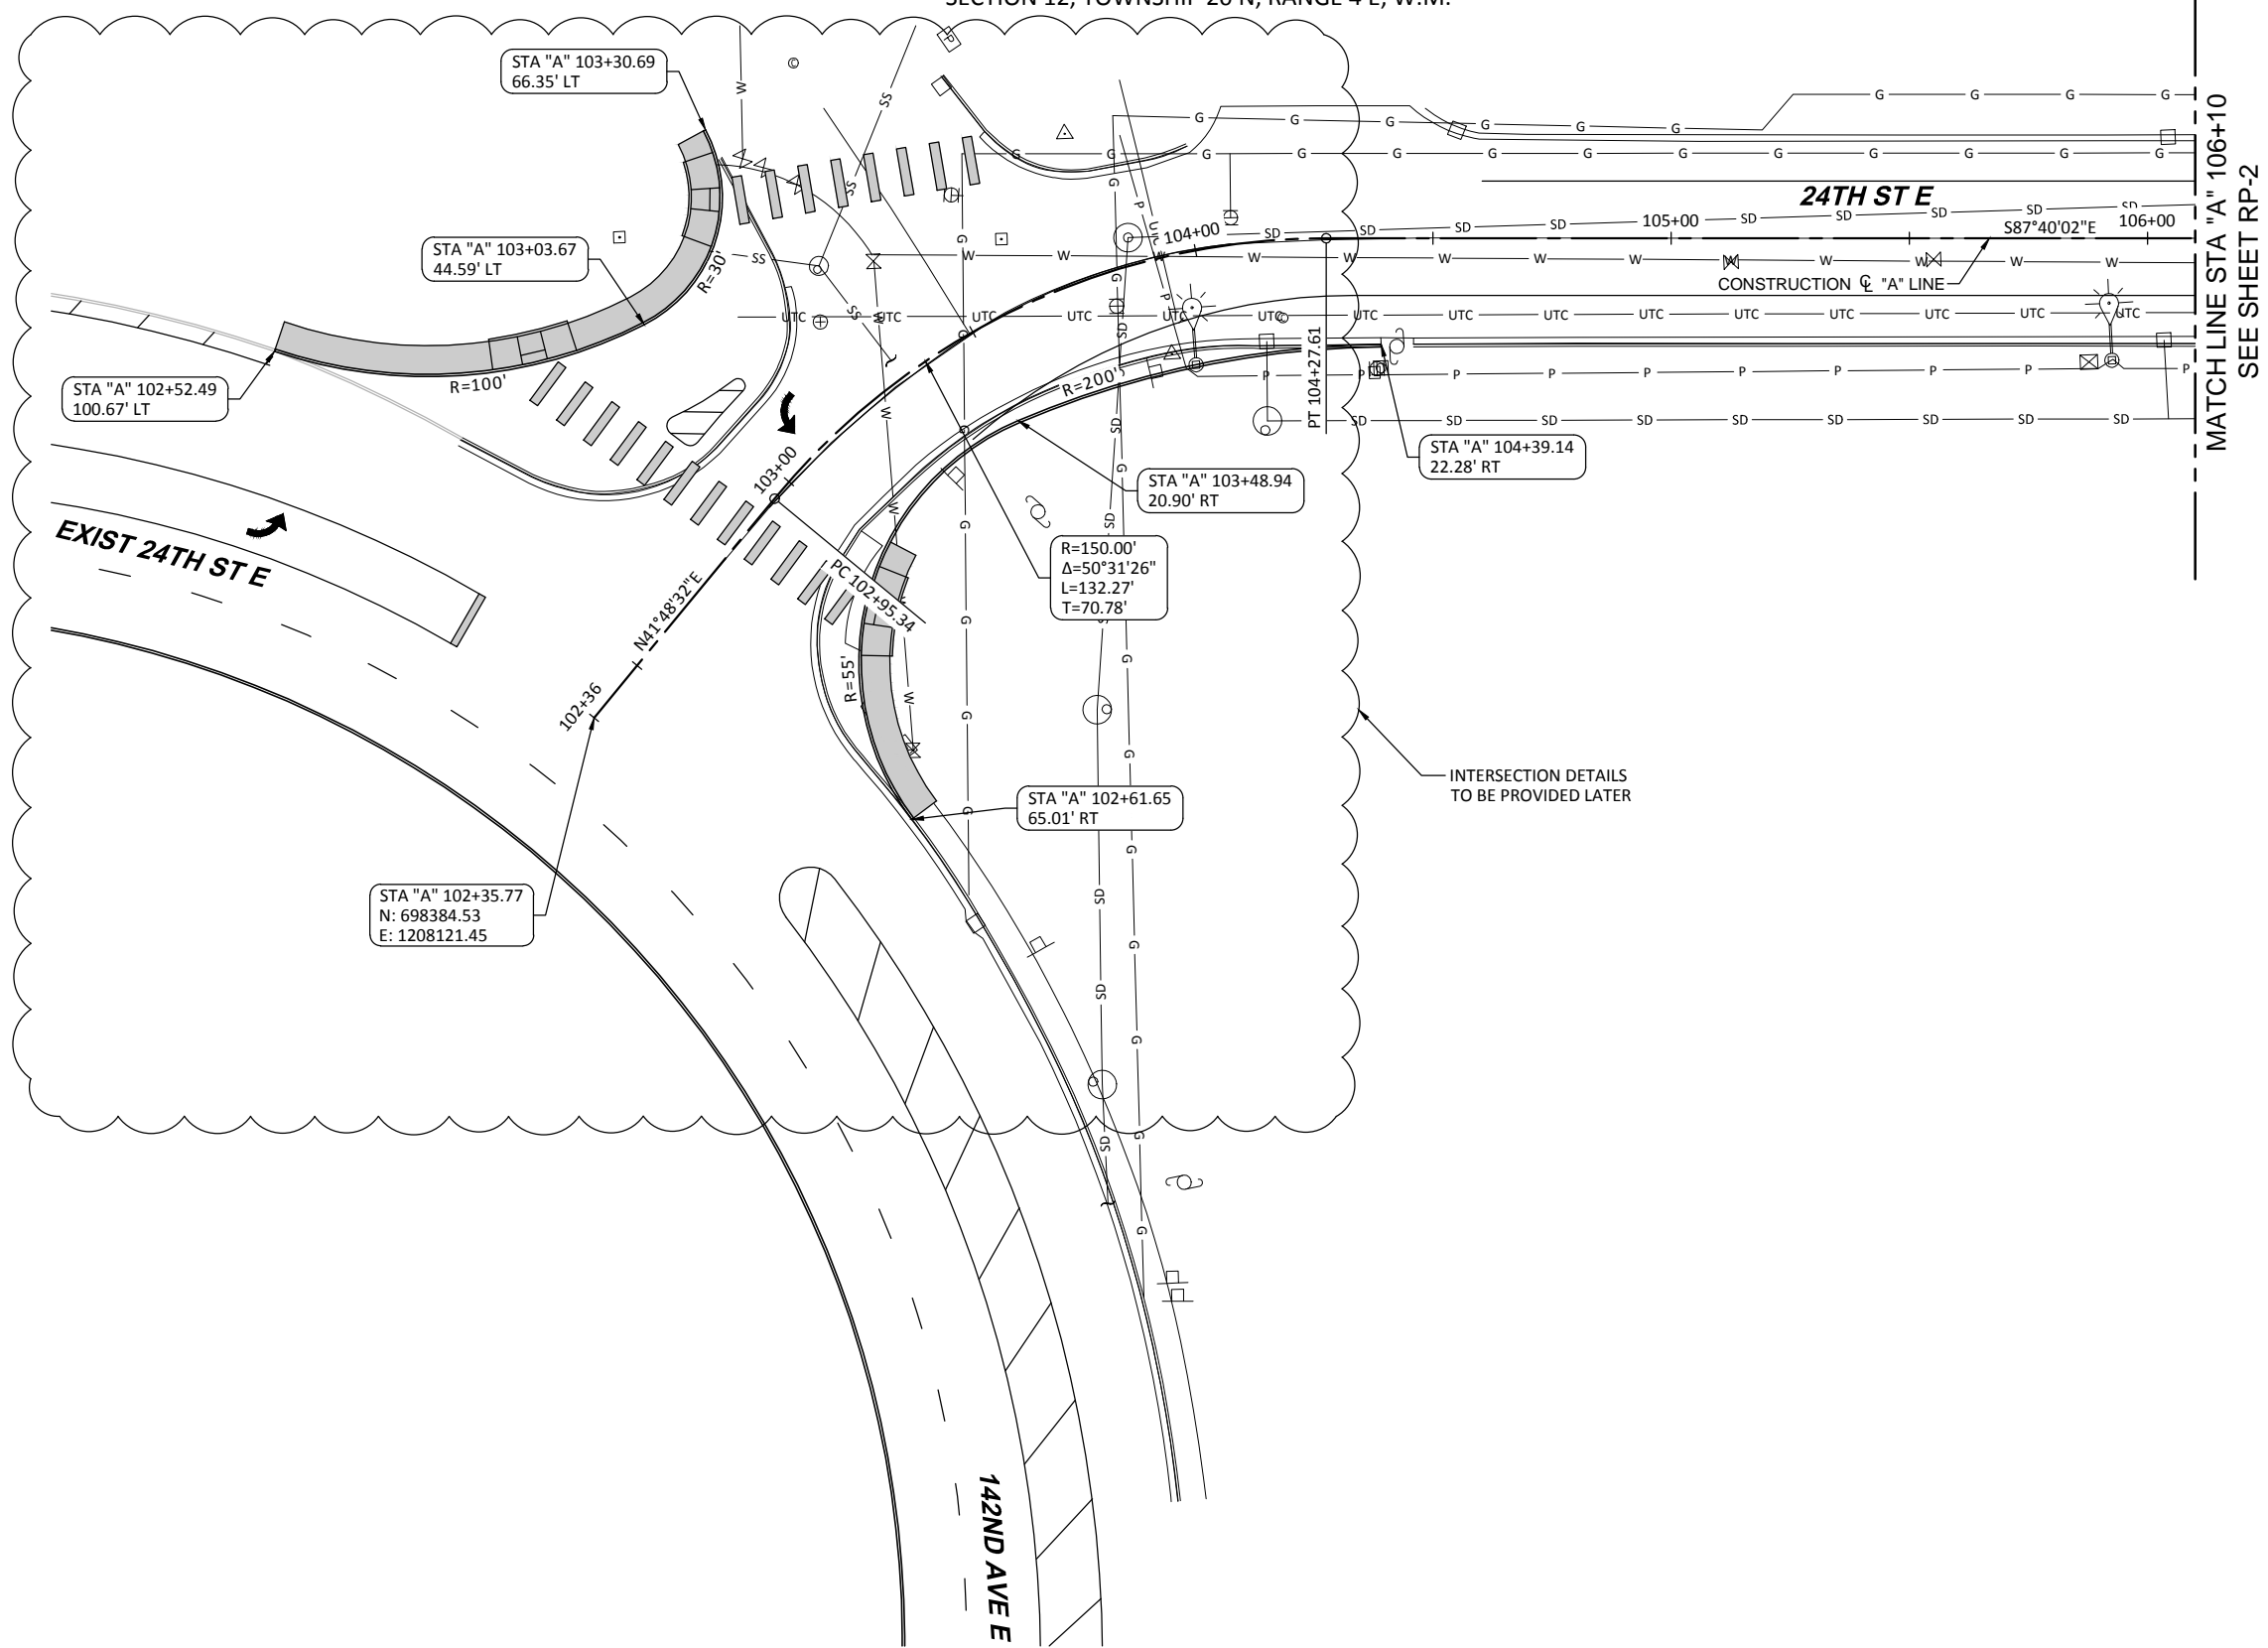 SECTION 12, TOWNSHIP 20 N, RANGE 4 E, W.M.
STA "A" 103+30.69
66.35' LT
STA "A" 103+03.67
44.59' LT
R=30'
STA "A" 102+52.49
100.67' LT
R=100'
24TH ST E
104+00
105+00
S87°40'02"E
106+00
CONSTRUCTION ℄ "A" LINE
MATCH LINE STA "A" 106+10
SEE SHEET RP-2
PT 104+27.61
R=200'
STA "A" 104+39.14
22.28' RT
STA "A" 103+48.94
20.90' RT
103+00
R=150.00'
Δ=50°31'26"
L=132.27'
T=70.78'
EXIST 24TH ST E
PC 102+95.34
N41°48'32"E
102+36
R=55'
STA "A" 102+61.65
65.01' RT
INTERSECTION DETAILS
TO BE PROVIDED LATER
STA "A" 102+35.77
N: 698384.53
E: 1208121.45
142ND AVE E